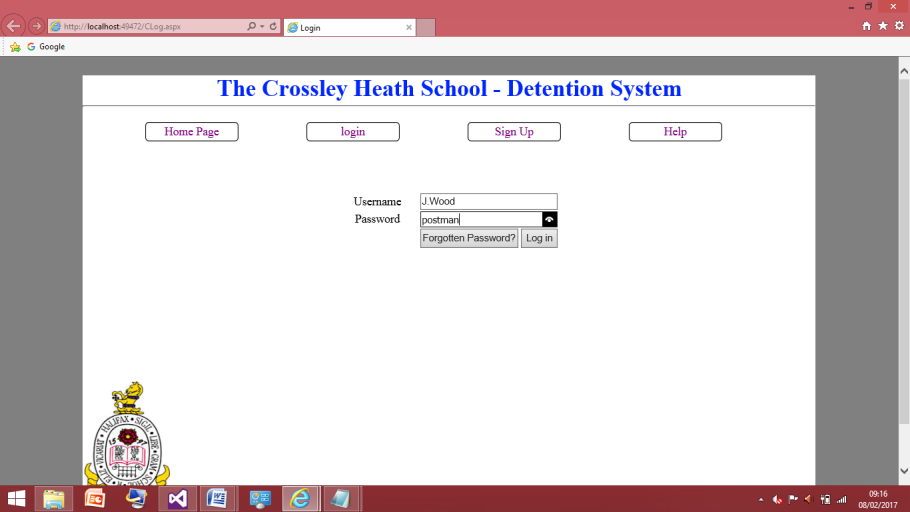 http://localhost:49472/CLog.aspx
Login
Google
The Crossley Heath School - Detention System
Home Page login Sign Up Help
Username J.Wood
Password postman
Forgotten Password? Log in
09:16
08/02/2017